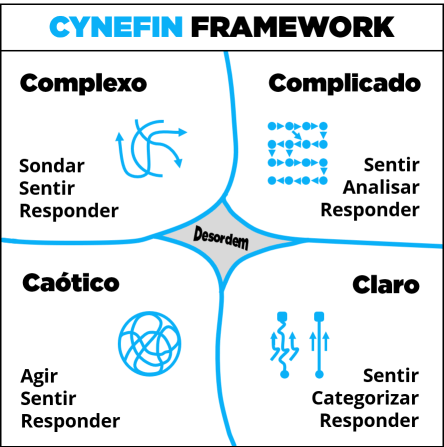 CYNEFIN FRAMEWORK
Complexo
Sondar
Sentir
Responder
Complicado
Sentir
Analisar
Responder
Desordem
Caótico
Agir
Sentir
Responder
Claro
Sentir
Categorizar
Responder